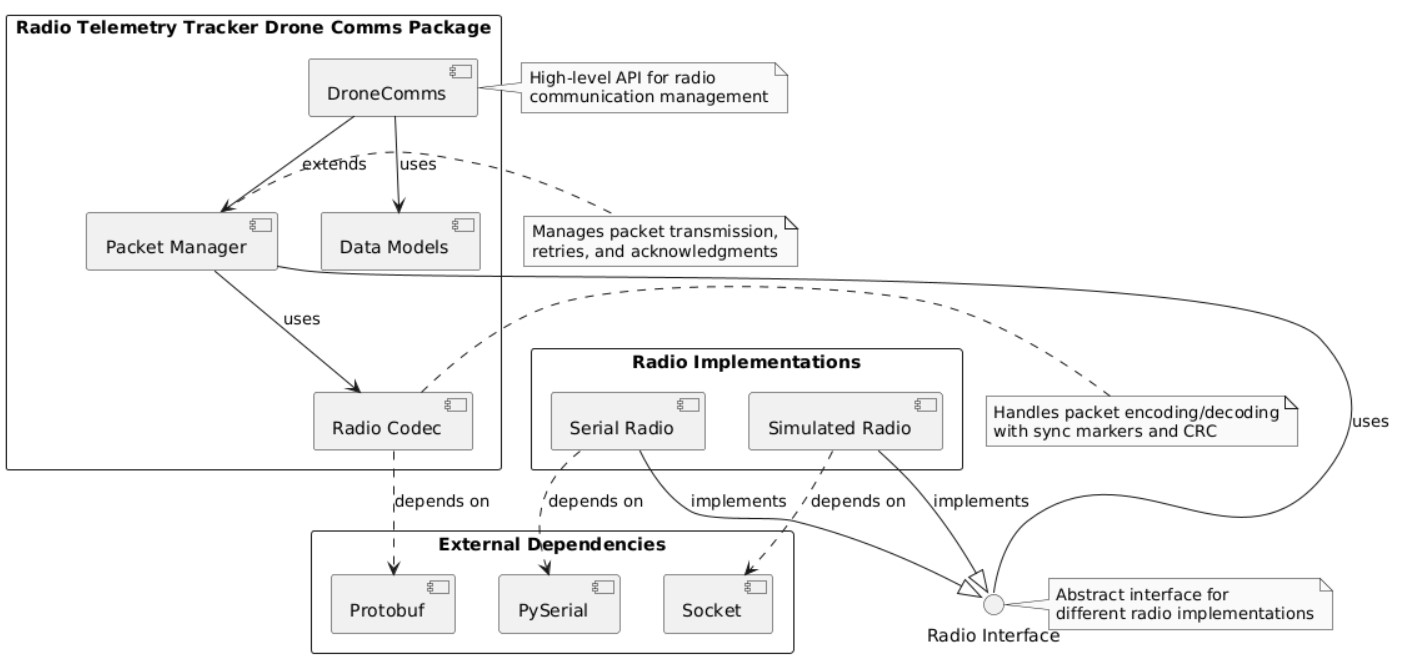 Radio Telemetry Tracker Drone Comms Package
DroneComms
High-level API for radio
communication management
extends
uses
Packet Manager
Data Models
Manages packet transmission,
retries, and acknowledgments
uses
Radio Implementations
Serial Radio
Simulated Radio
Radio Codec
Handles packet encoding/decoding
with sync markers and CRC
uses
depends on
depends on
implements
depends on
implements
External Dependencies
Protobuf
PySerial
Socket
Abstract interface for
different radio implementations
Radio Interface